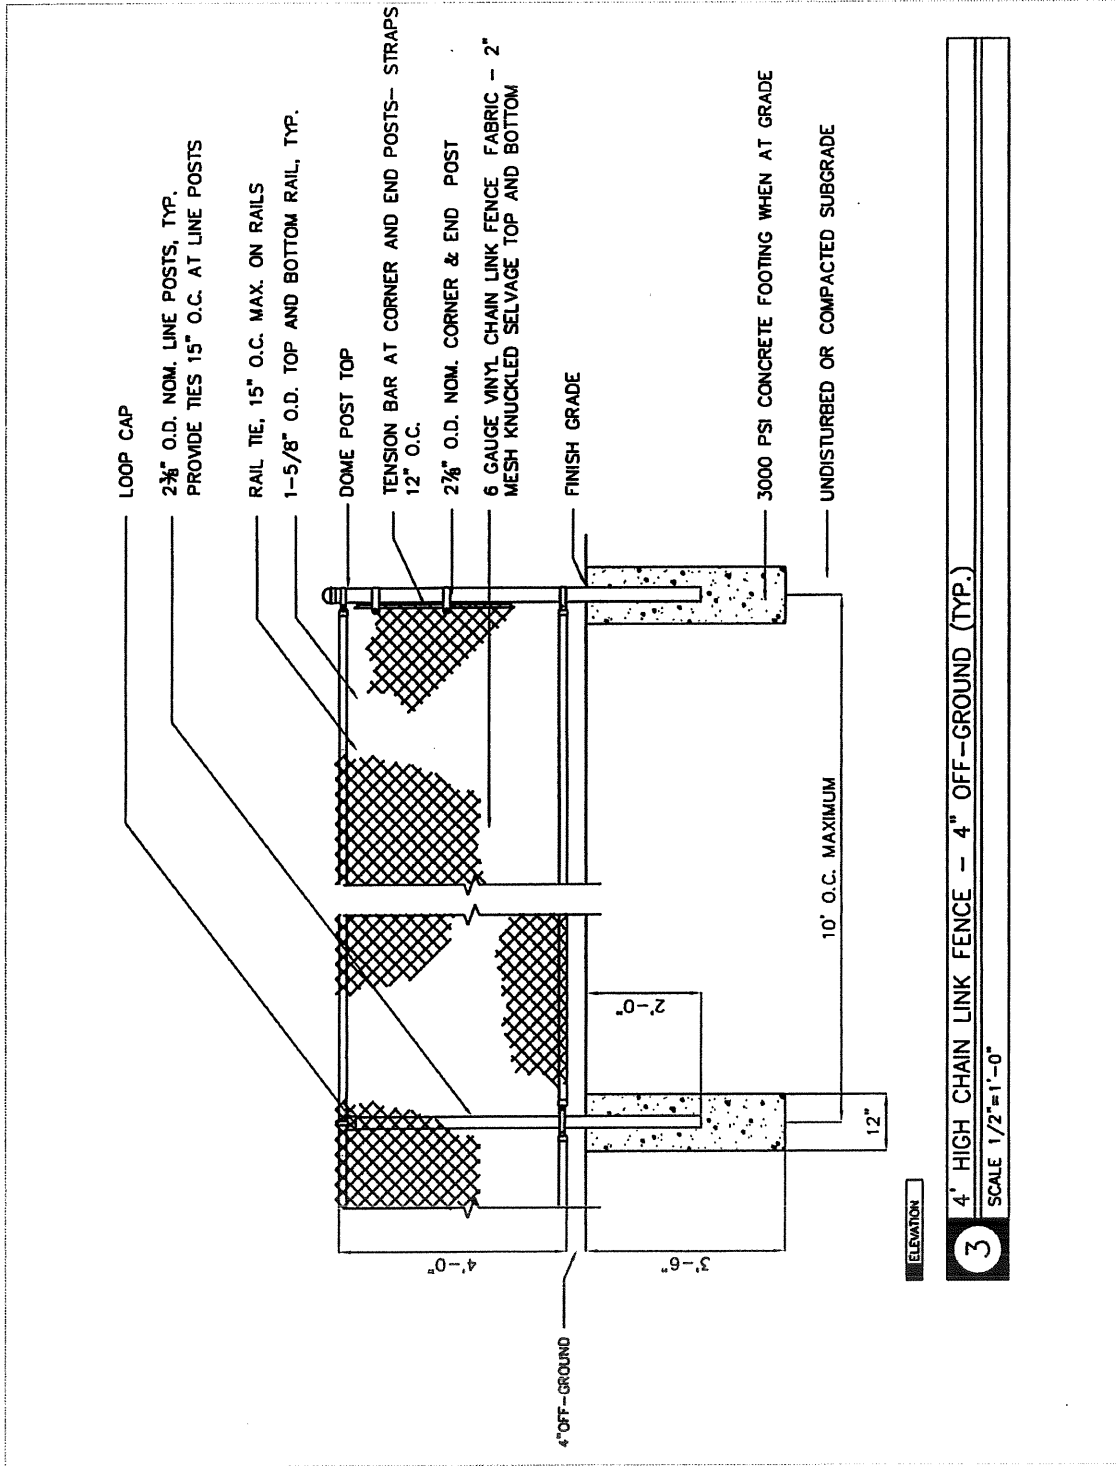 LOOP CAP
2⅜" O.D. NOM. LINE POSTS, TYP.
PROVIDE TIES 15" O.C. AT LINE POSTS
RAIL TIE, 15" O.C. MAX. ON RAILS
1-5/8" O.D. TOP AND BOTTOM RAIL, TYP.
DOME POST TOP
TENSION BAR AT CORNER AND END POSTS- STRAPS
12" O.C.
2⅞" O.D. NOM. CORNER & END POST
6 GAUGE VINYL CHAIN LINK FENCE FABRIC - 2"
MESH KNUCKLED SELVAGE TOP AND BOTTOM
FINISH GRADE
3000 PSI CONCRETE FOOTING WHEN AT GRADE
UNDISTURBED OR COMPACTED SUBGRADE
4'-0"
4"OFF-GROUND
3'-6"
2'-0"
12"
10' O.C. MAXIMUM
ELEVATION
3
4' HIGH CHAIN LINK FENCE - 4" OFF-GROUND (TYP.)
SCALE 1/2"=1'-0"